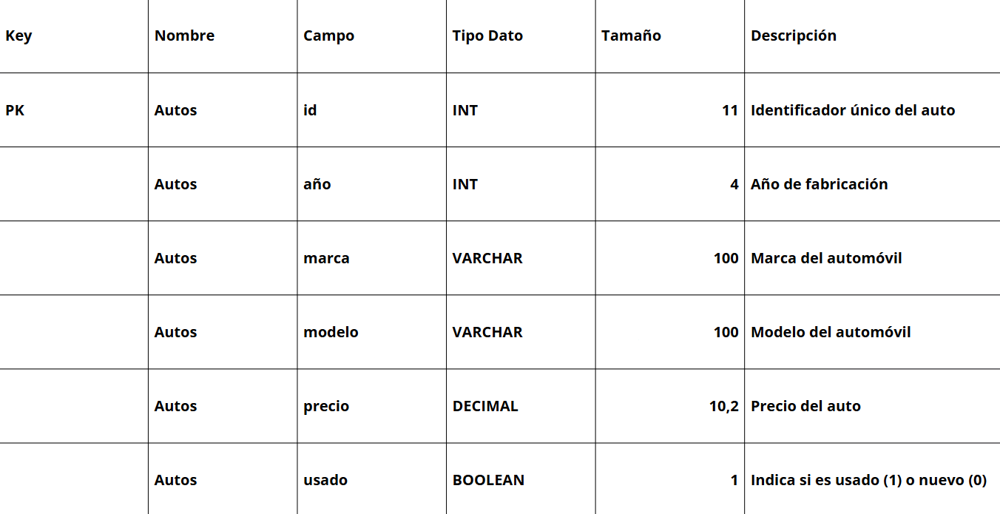 Key Nombre Campo Tipo Dato Tamaño Descripción
PK Autos id INT 11 Identificador único del auto
Autos año INT 4 Año de fabricación
Autos marca VARCHAR 100 Marca del automóvil
Autos modelo VARCHAR 100 Modelo del automóvil
Autos precio DECIMAL 10,2 Precio del auto
Autos usado BOOLEAN 1 Indica si es usado (1) o nuevo (0)